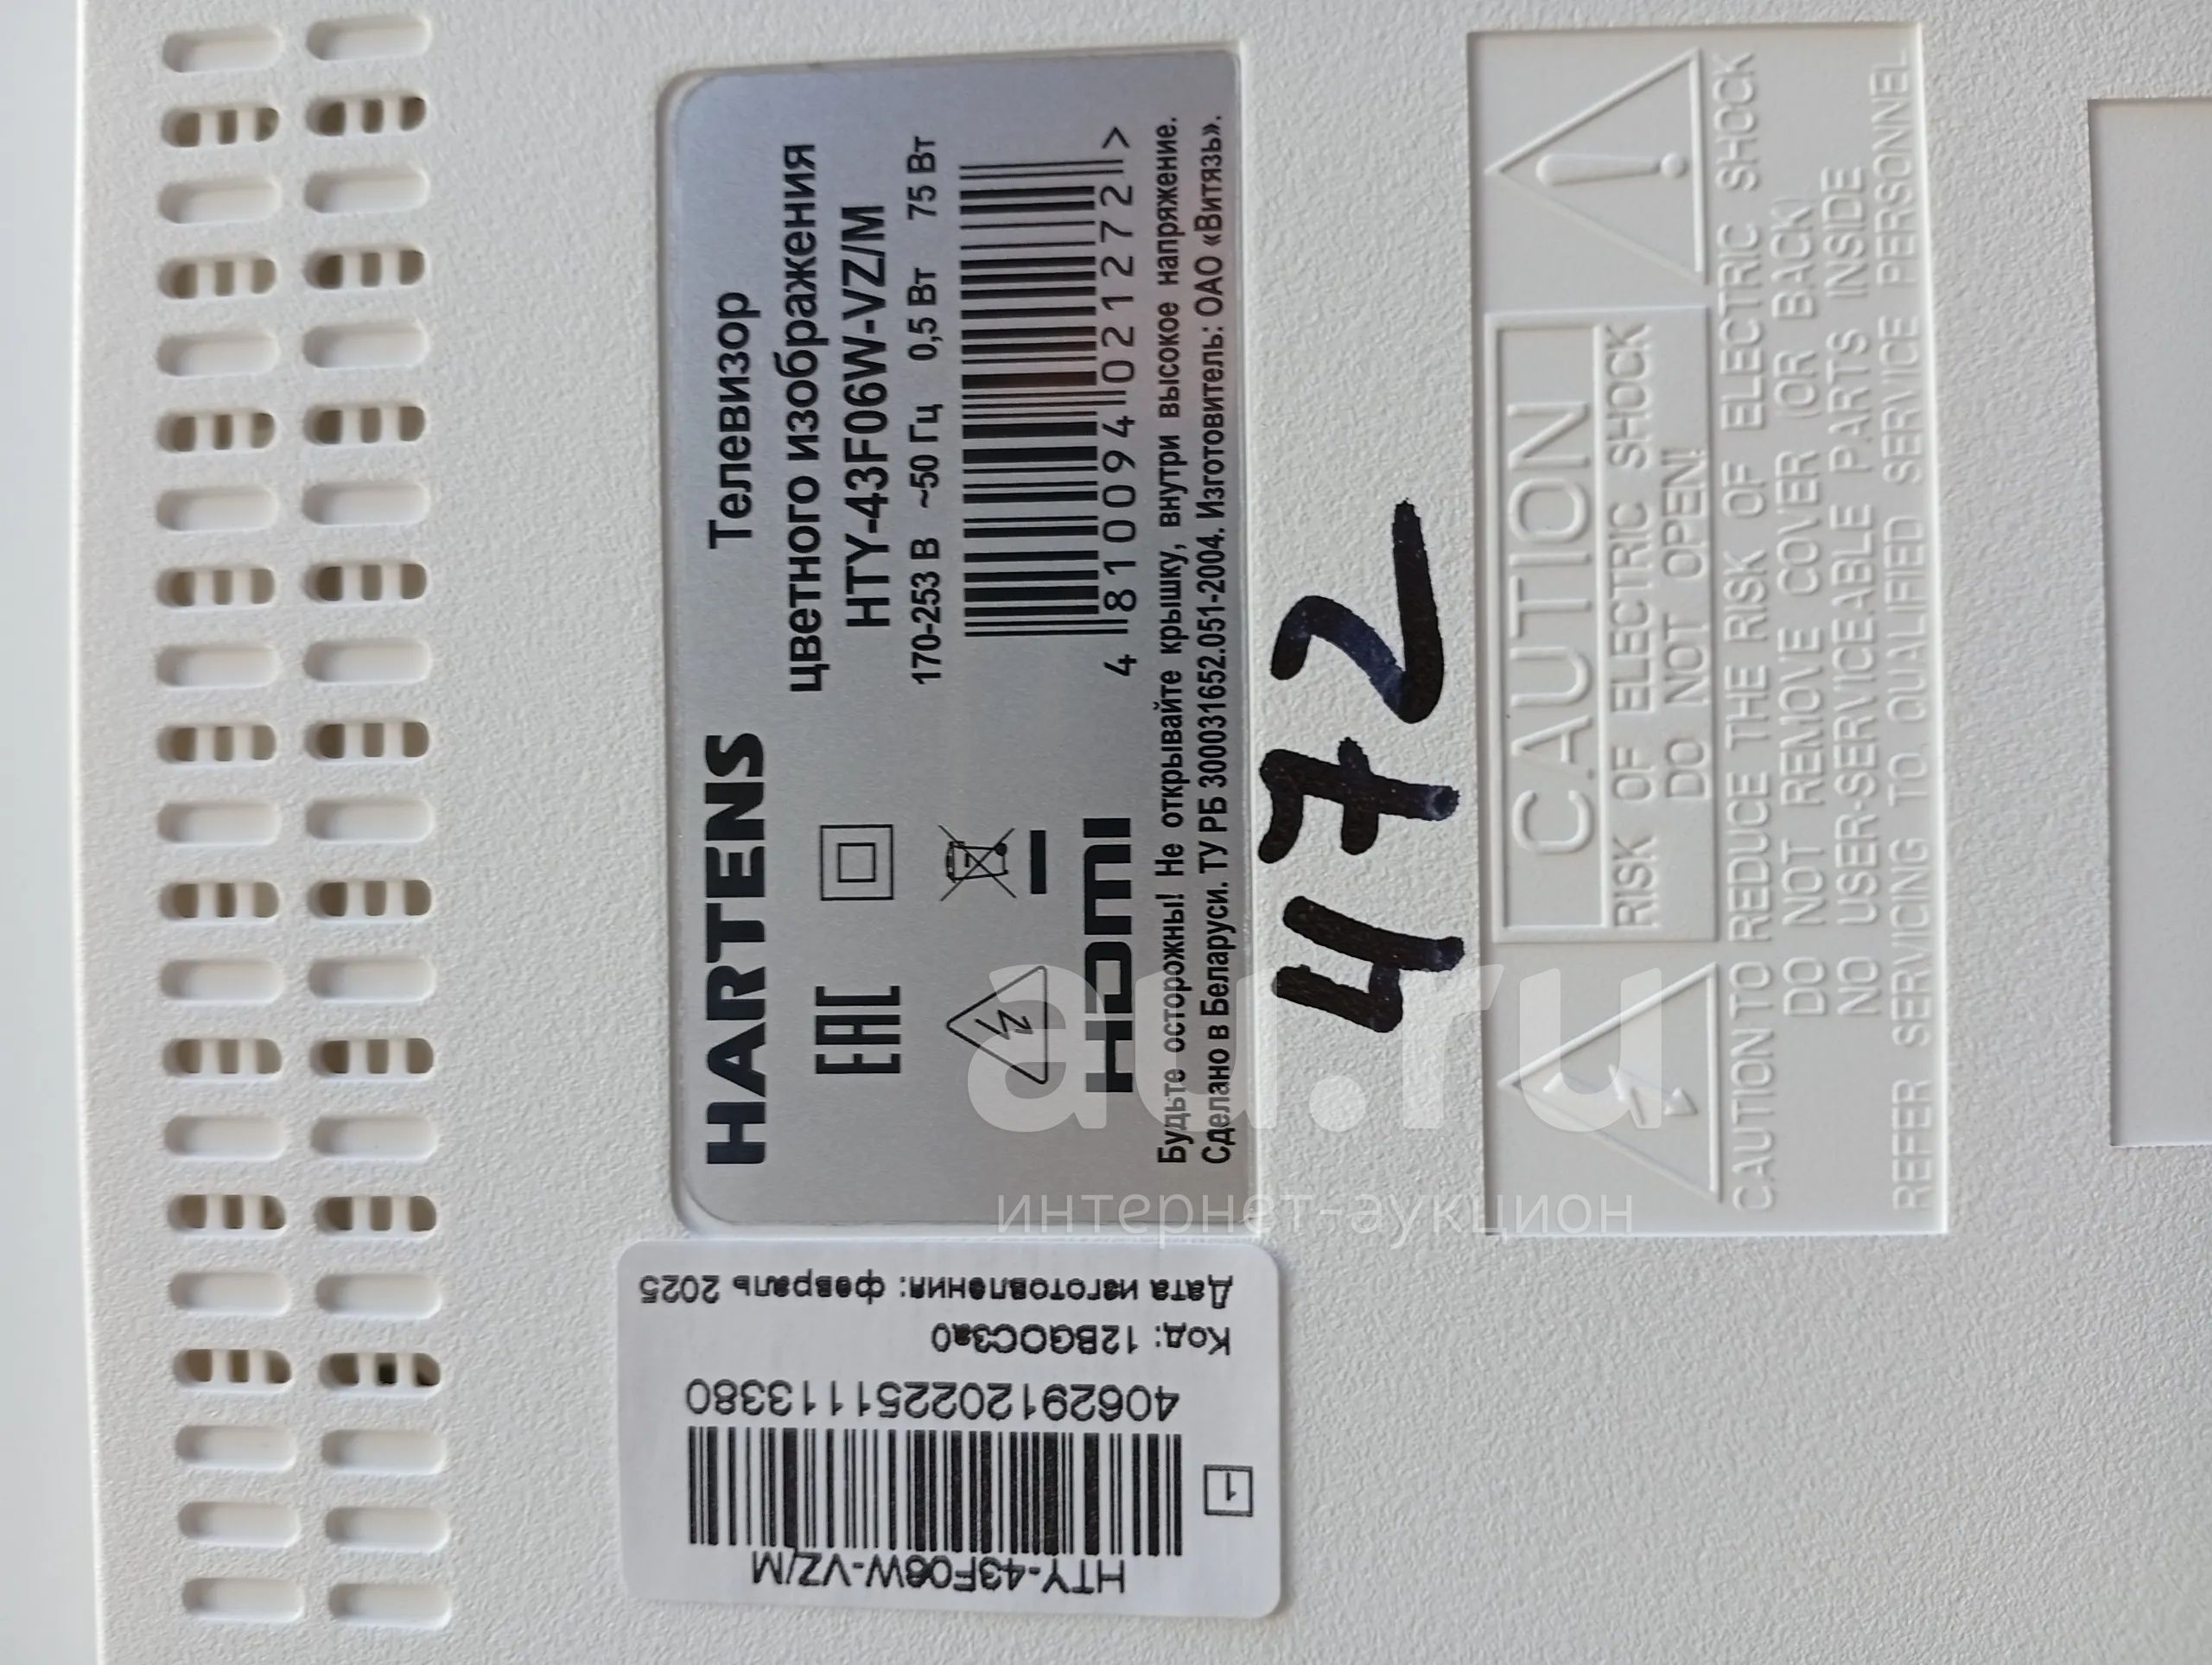 HARTENS
Телевизор
цветного изображения
HTY-43F06W-VZ/M
170-253 В ~50 Гц 0,5 Вт 75 Вт
EAC
HDMI
4 810094 021272 >
Будьте осторожны! Не открывайте крышку, внутри высокое напряжение.
Сделано в Беларуси. ТУ РБ 300031652.051-2004. Изготовитель: ОАО «Витязь».
472
CAUTION
RISK OF ELECTRIC SHOCK
DO NOT OPEN!
CAUTION TO REDUCE THE RISK OF ELECTRIC SHOCK
DO NOT REMOVE COVER (OR BACK)
NO USER-SERVICEABLE PARTS INSIDE
REFER SERVICING TO QUALIFIED SERVICE PERSONNEL
HTY-43F06W-VZ/M
1
406291202251113380
Код: 12BGOC3a0
Дата изготовления: февраль 2025
au.ru
интернет-аукцион